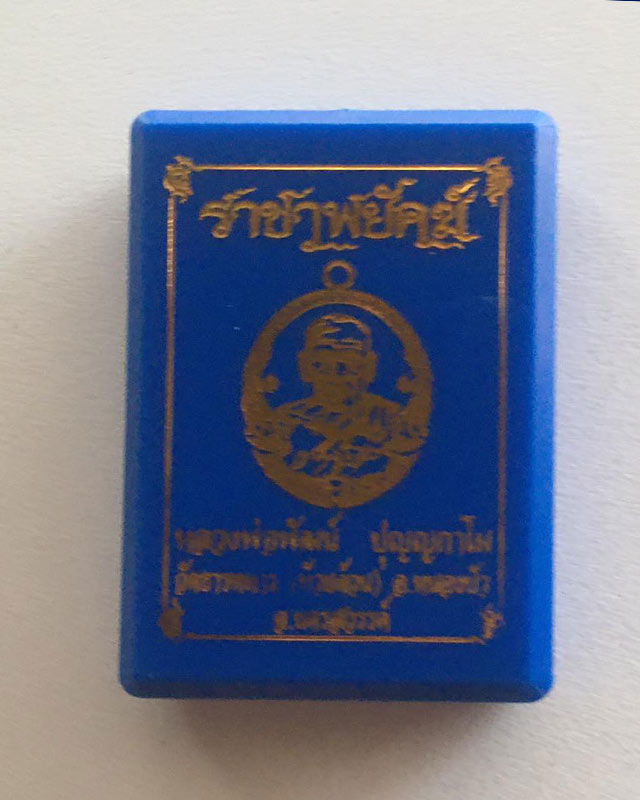 ราชาพยัคฆ์
หลวงพ่อพัฒน์ ปุญญกาโม
อ.หนองบัว
จ.นครสวรรค์